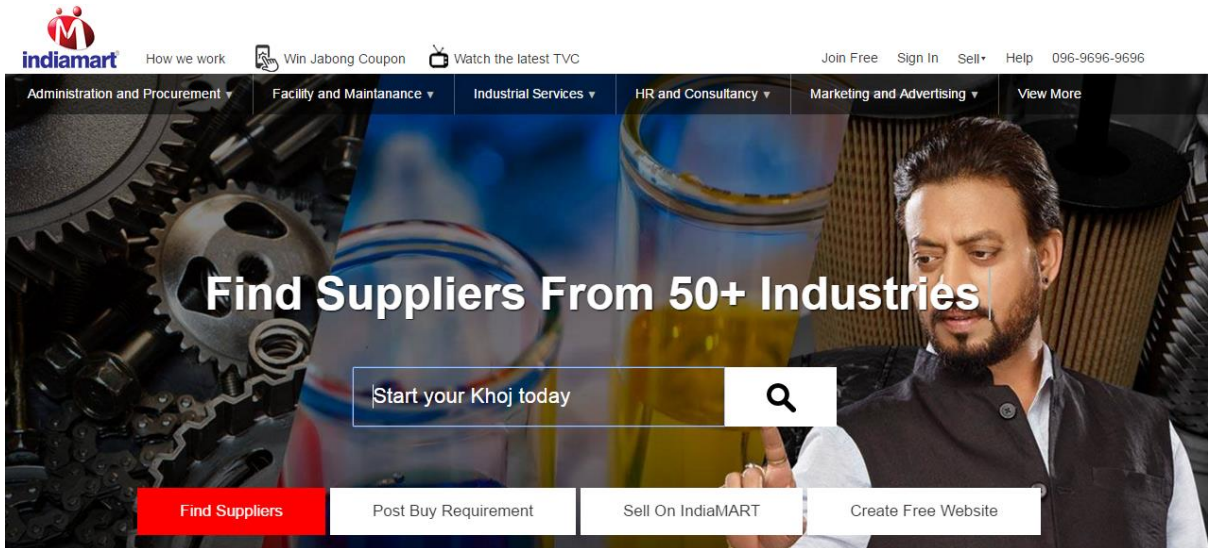 indiamart
How we work Win Jabong Coupon Watch the latest TVC Join Free Sign In Sell Help 096-9696-9696
Administration and Procurement Facility and Maintanance Industrial Services HR and Consultancy Marketing and Advertising View More
Find Suppliers From 50+ Industries
Start your Khoj today
Find Suppliers Post Buy Requirement Sell On IndiaMART Create Free Website